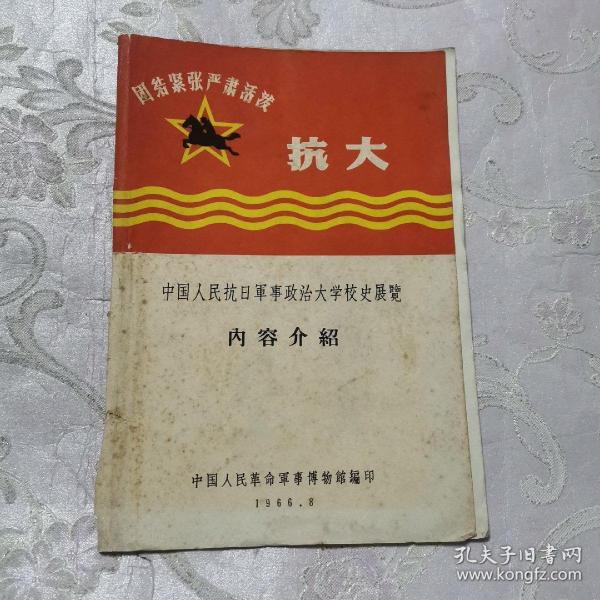 团结紧张严肃活泼
抗大
中国人民抗日軍事政治大学校史展覽
內容介紹
中国人民革命軍事博物館編印
1966.8
孔夫子旧书网
www.kongfz.com